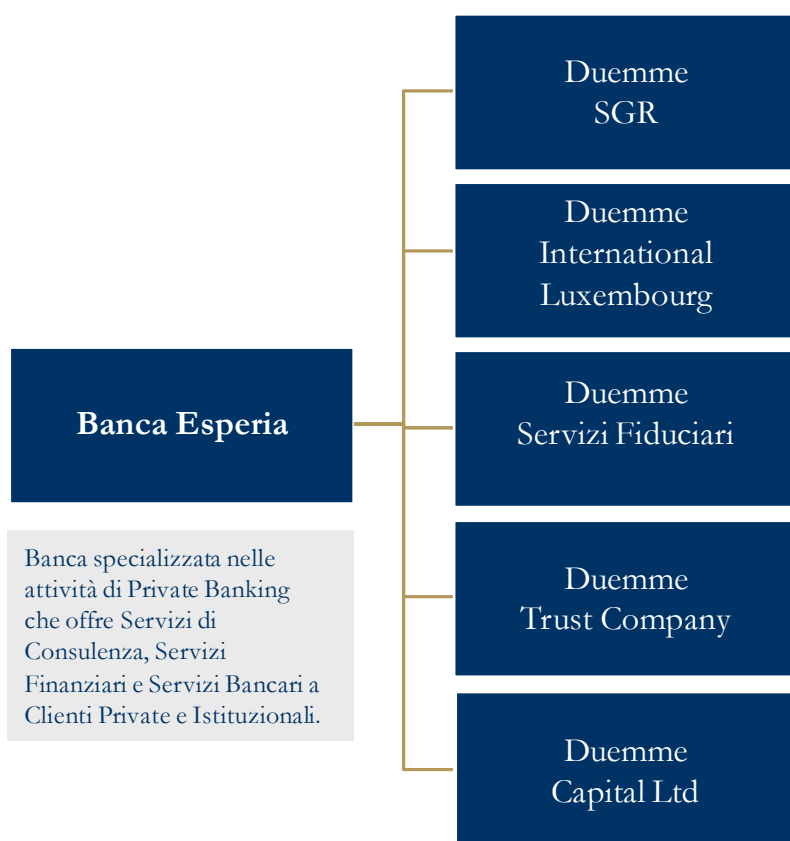 Duemme
SGR
Duemme
International
Luxembourg
Banca Esperia
Duemme
Servizi Fiduciari
Banca specializzata nelle
attività di Private Banking
che offre Servizi di
Consulenza, Servizi
Finanziari e Servizi Bancari a
Clienti Private e Istituzionali.
Duemme
Trust Company
Duemme
Capital Ltd